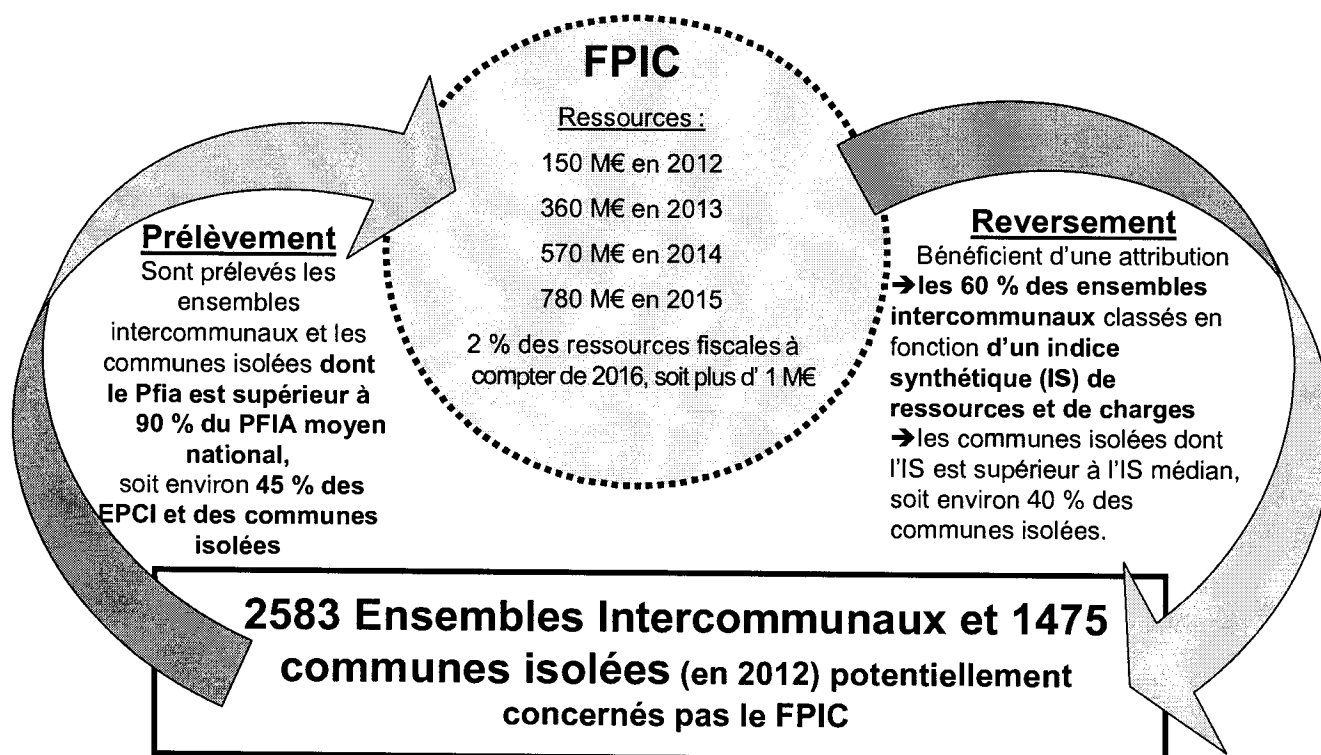 FPIC
Ressources :
150 M€ en 2012
360 M€ en 2013
570 M€ en 2014
780 M€ en 2015
2 % des ressources fiscales à
compter de 2016, soit plus d' 1 M€
Prélèvement
Sont prélevés les
ensembles
intercommunaux et les
communes isolées dont
le Pfia est supérieur à
90 % du PFIA moyen
national,
soit environ 45 % des
EPCI et des communes
isolées
Reversement
Bénéficient d'une attribution
➔les 60 % des ensembles
intercommunaux classés en
fonction d'un indice
synthétique (IS) de
ressources et de charges
➔les communes isolées dont
l'IS est supérieur à l'IS médian,
soit environ 40 % des
communes isolées.
2583 Ensembles Intercommunaux et 1475
communes isolées (en 2012) potentiellement
concernés pas le FPIC